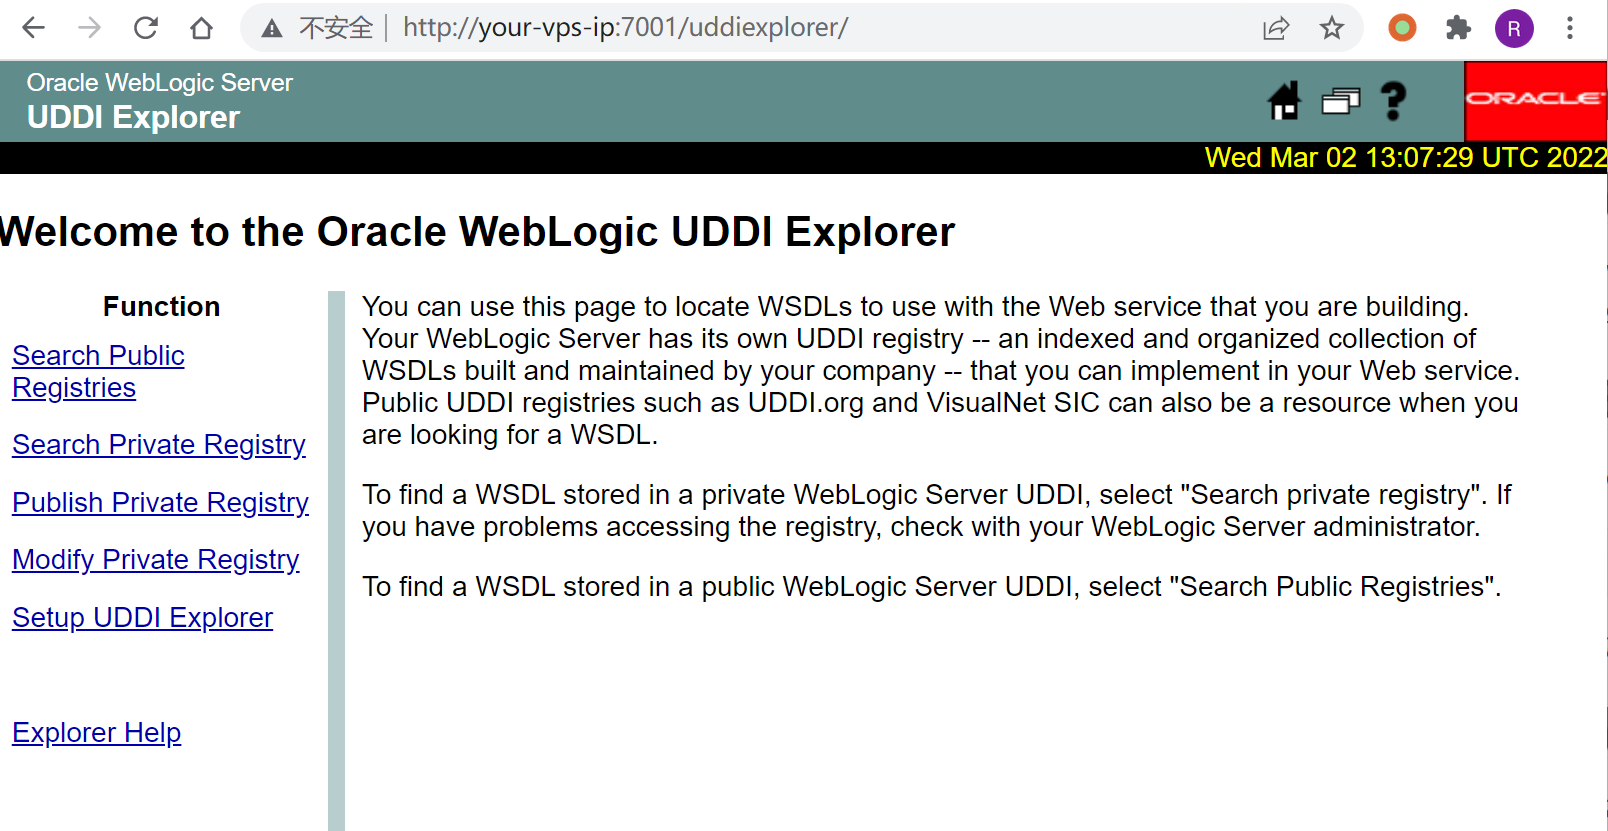 不安全 http://your-vps-ip:7001/uddiexplorer/
R
Oracle WebLogic Server
UDDI Explorer
ORACLE
Wed Mar 02 13:07:29 UTC 2022
Welcome to the Oracle WebLogic UDDI Explorer
Function
Search Public
Registries
Search Private Registry
Publish Private Registry
Modify Private Registry
Setup UDDI Explorer
Explorer Help
You can use this page to locate WSDLs to use with the Web service that you are building.
Your WebLogic Server has its own UDDI registry -- an indexed and organized collection of
WSDLs built and maintained by your company -- that you can implement in your Web service.
Public UDDI registries such as UDDI.org and VisualNet SIC can also be a resource when you
are looking for a WSDL.
To find a WSDL stored in a private WebLogic Server UDDI, select "Search private registry". If
you have problems accessing the registry, check with your WebLogic Server administrator.
To find a WSDL stored in a public WebLogic Server UDDI, select "Search Public Registries".